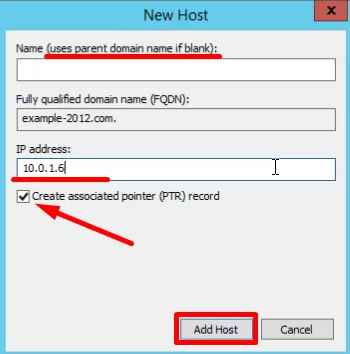 New Host
Name (uses parent domain name if blank):
Fully qualified domain name (FQDN):
example-2012.com.
IP address:
10.0.1.6
Create associated pointer (PTR) record
Add Host
Cancel